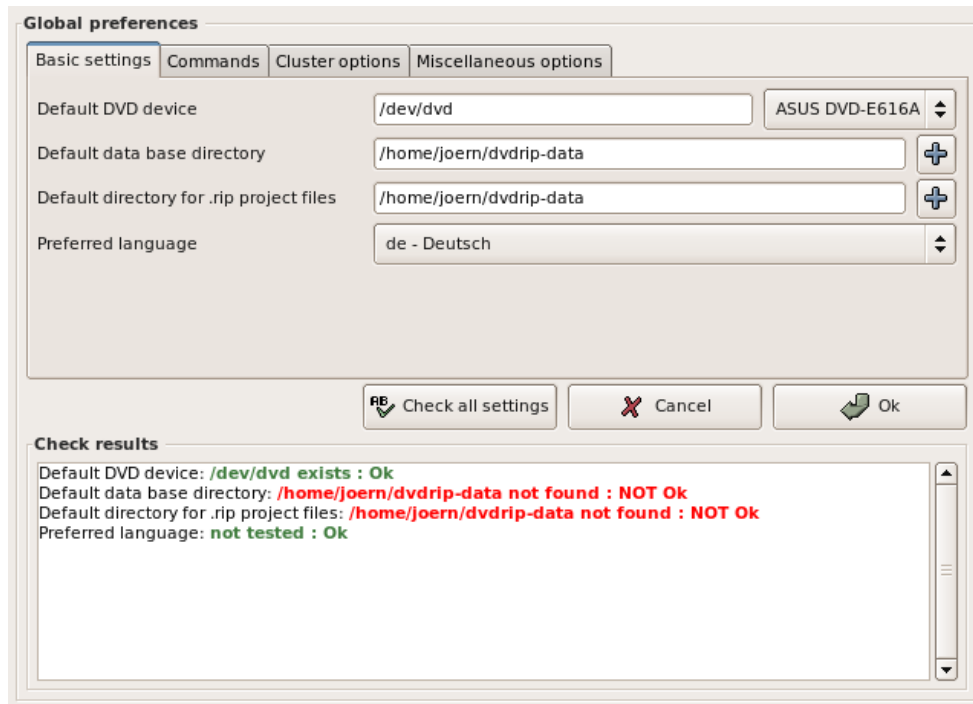 Global preferences
Basic settings Commands Cluster options Miscellaneous options
Default DVD device /dev/dvd ASUS DVD-E616A
Default data base directory /home/joern/dvdrip-data
Default directory for .rip project files /home/joern/dvdrip-data
Preferred language de - Deutsch
AB Check all settings Cancel Ok
Check results
Default DVD device: /dev/dvd exists : Ok
Default data base directory: /home/joern/dvdrip-data not found : NOT Ok
Default directory for .rip project files: /home/joern/dvdrip-data not found : NOT Ok
Preferred language: not tested : Ok